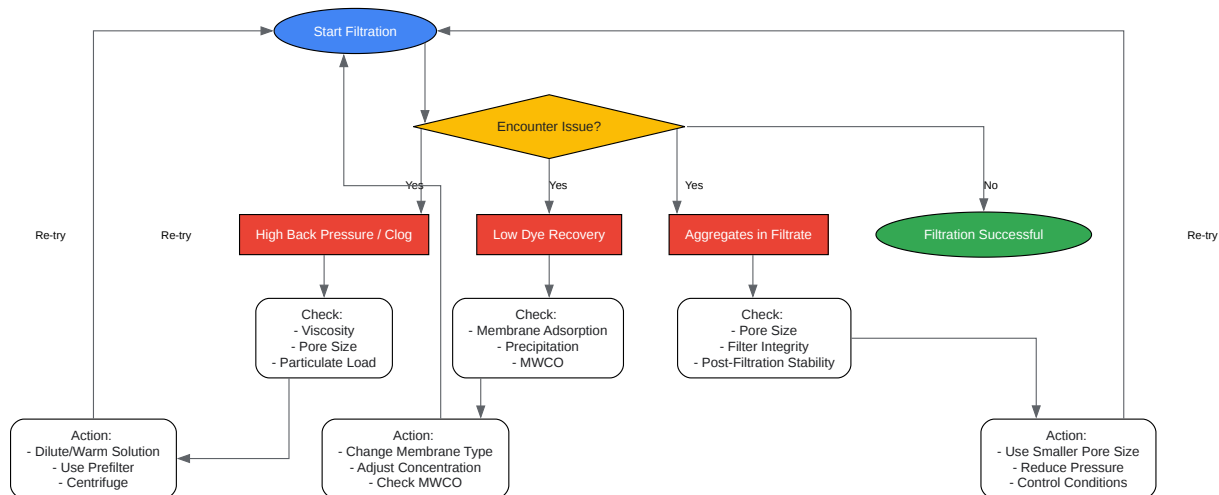 Start Filtration
Encounter Issue?
Yes
Yes
Yes
No
Re-try
Re-try
Re-try
High Back Pressure / Clog
Low Dye Recovery
Aggregates in Filtrate
Filtration Successful
Check:
- Viscosity
- Pore Size
- Particulate Load
Check:
- Membrane Adsorption
- Precipitation
- MWCO
Check:
- Pore Size
- Filter Integrity
- Post-Filtration Stability
Action:
- Dilute/Warm Solution
- Use Prefilter
- Centrifuge
Action:
- Change Membrane Type
- Adjust Concentration
- Check MWCO
Action:
- Use Smaller Pore Size
- Reduce Pressure
- Control Conditions